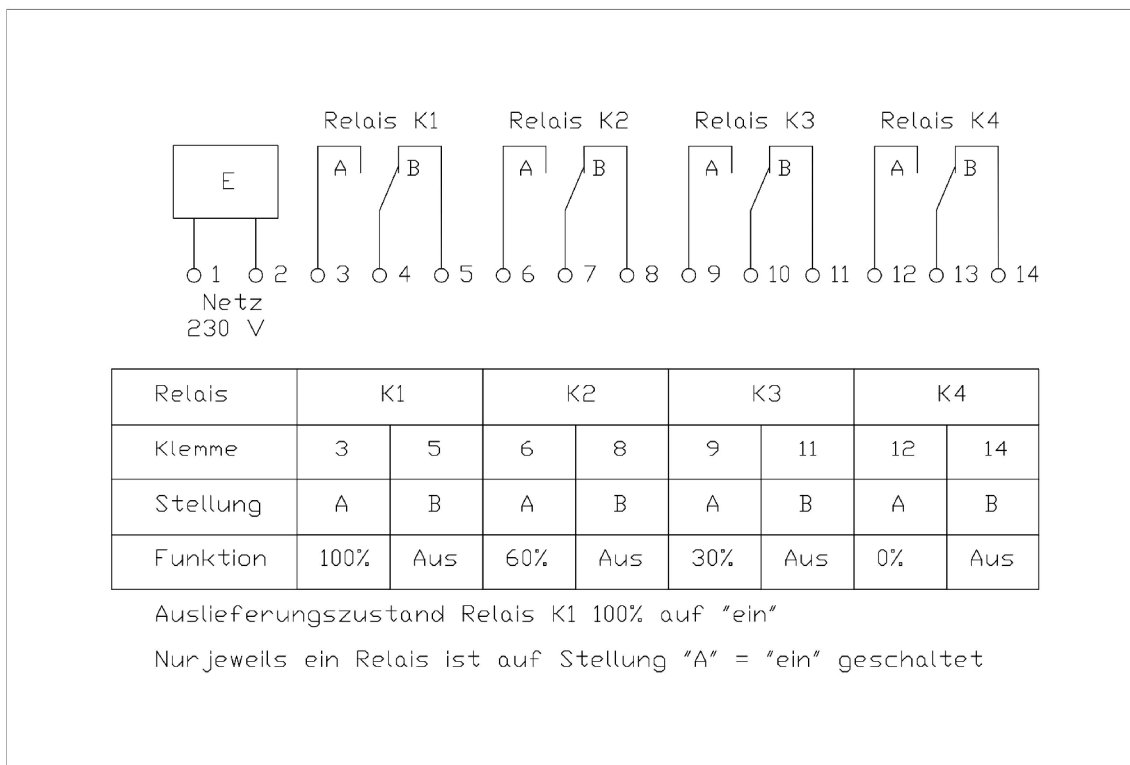 Relais K1 Relais K2 Relais K3 Relais K4
A B A B A B A B
E
1 2 3 4 5 6 7 8 9 10 11 12 13 14
Netz
230 V
Relais K1 K2 K3 K4
Klemme 3 5 6 8 9 11 12 14
Stellung A B A B A B A B
Funktion 100% Aus 60% Aus 30% Aus 0% Aus
Auslieferungszustand Relais K1 100% auf "ein"
Nur jeweils ein Relais ist auf Stellung "A" = "ein" geschaltet